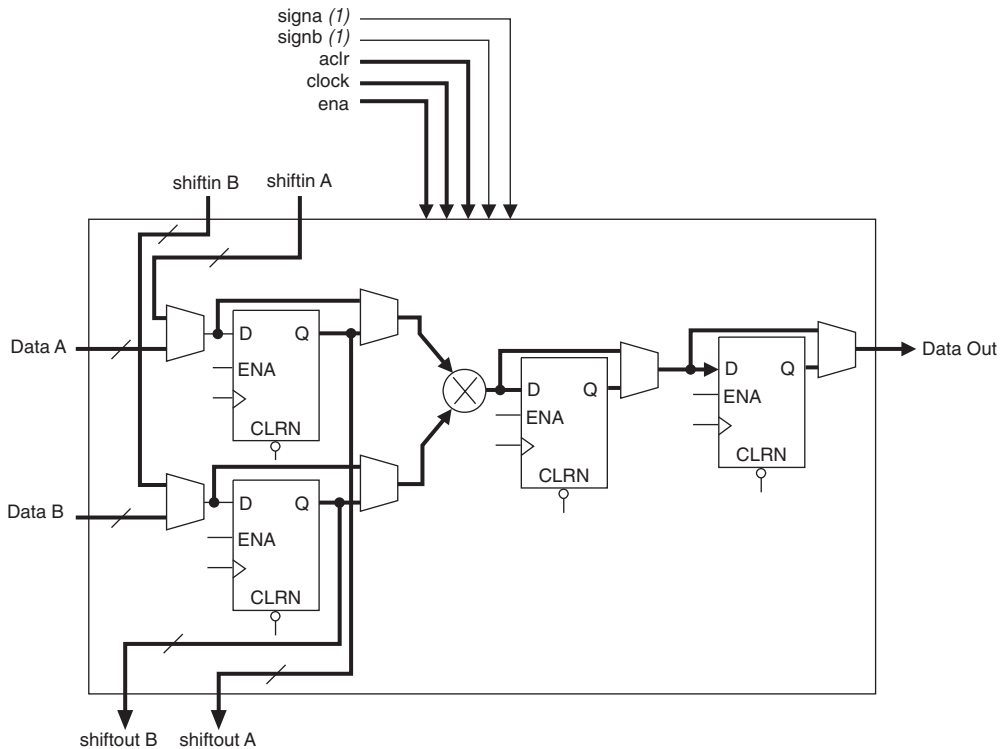 signa (1)
signb (1)
aclr
clock
ena
shiftin B
shiftin A
Data A
D
Q
ENA
CLRN
Data B
D
Q
ENA
CLRN
D
Q
ENA
CLRN
D
Q
ENA
CLRN
Data Out
shiftout B
shiftout A